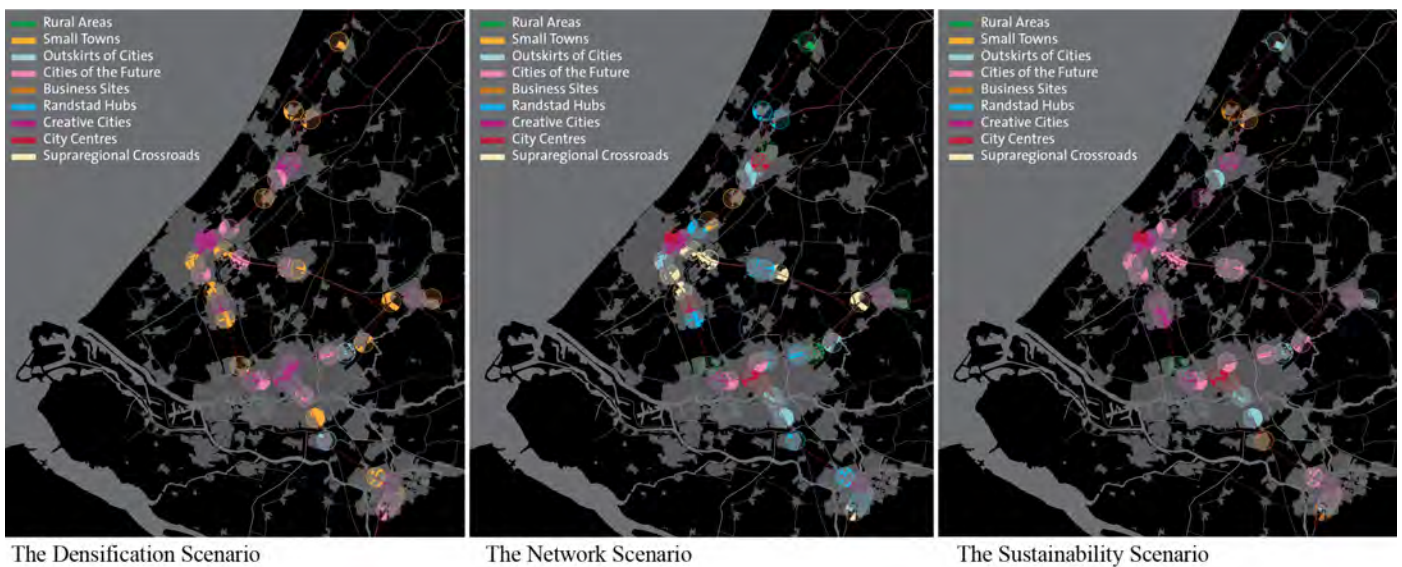 Rural Areas
Small Towns
Outskirts of Cities
Cities of the Future
Business Sites
Randstad Hubs
Creative Cities
City Centres
Supraregional Crossroads
Rural Areas
Small Towns
Outskirts of Cities
Cities of the Future
Business Sites
Randstad Hubs
Creative Cities
City Centres
Supraregional Crossroads
Rural Areas
Small Towns
Outskirts of Cities
Cities of the Future
Business Sites
Randstad Hubs
Creative Cities
City Centres
Supraregional Crossroads
The Densification Scenario
The Network Scenario
The Sustainability Scenario